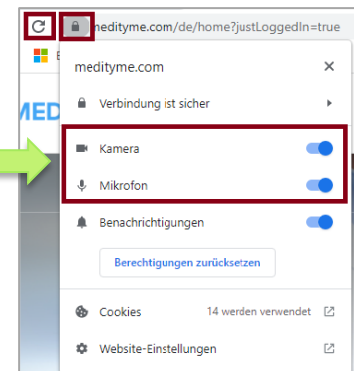 medityme.com/de/home?justLoggedIn=true
medityme.com
MED
Verbindung ist sicher
Kamera
Mikrofon
Benachrichtigungen
Berechtigungen zurücksetzen
Cookies 14 werden verwendet
Website-Einstellungen